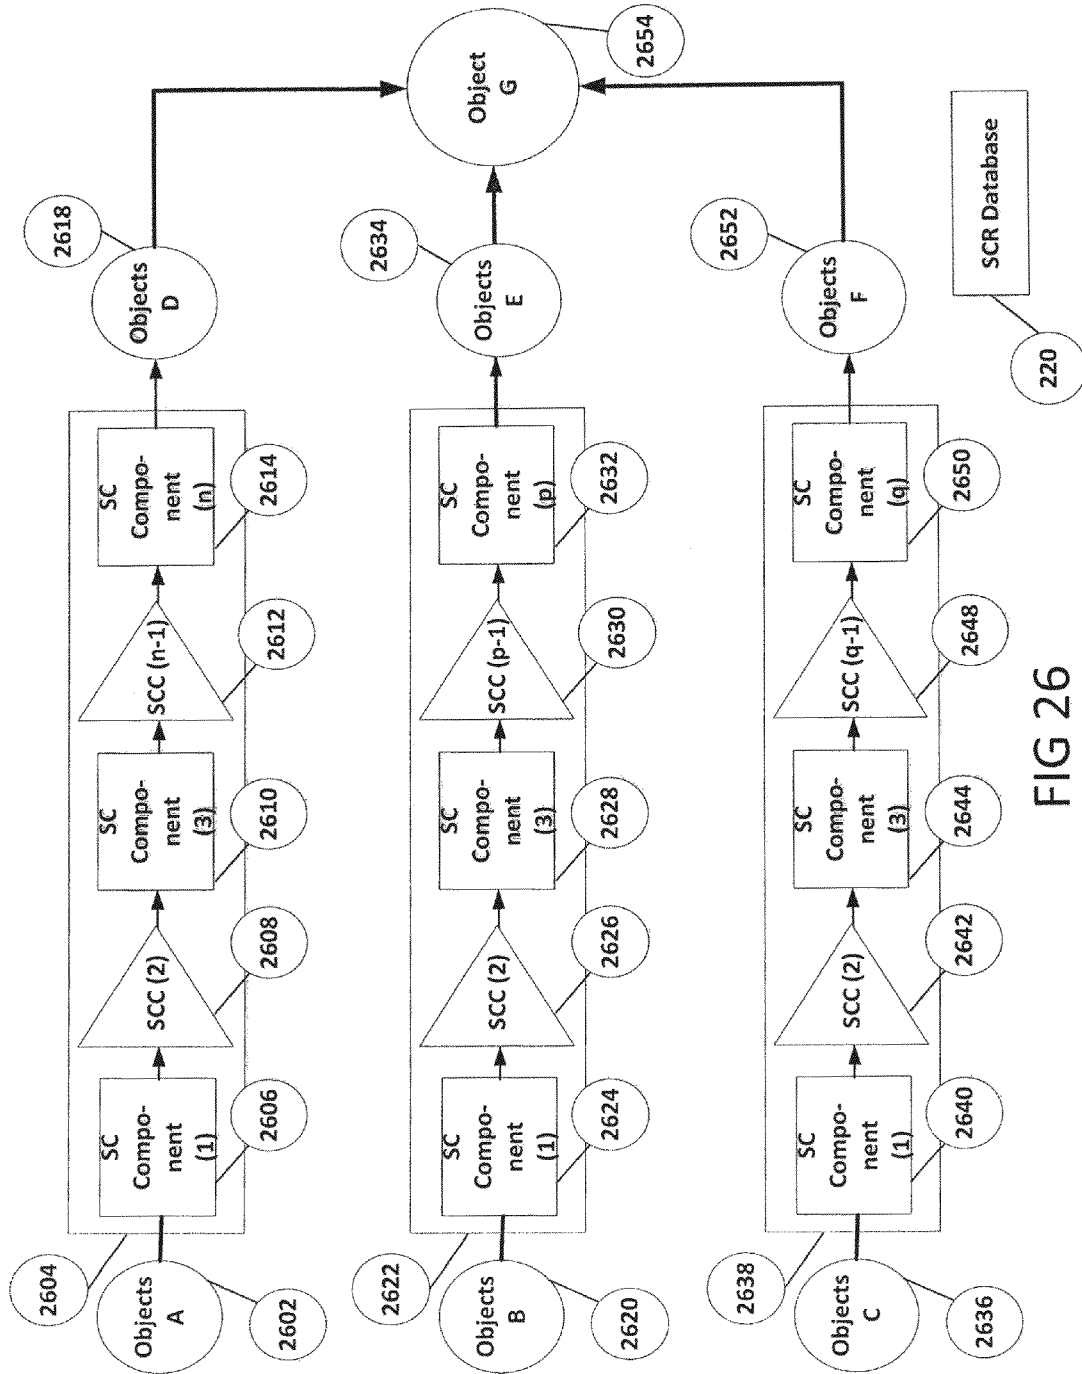 Objects
A
2602
2604
SC
Compo-
nent
(1)
2606
SCC (2)
2608
SC
Compo-
nent
(3)
2610
SCC (n-1)
2612
SC
Compo-
nent
(n)
2614
Objects
D
2618
Objects
B
2620
2622
SC
Compo-
nent
(1)
2624
SCC (2)
2626
SC
Compo-
nent
(3)
2628
SCC (p-1)
2630
SC
Compo-
nent
(p)
2632
Objects
E
2634
Object
G
2654
Objects
C
2636
2638
SC
Compo-
nent
(1)
2640
SCC (2)
2642
SC
Compo-
nent
(3)
2644
SCC (q-1)
2648
SC
Compo-
nent
(q)
2650
Objects
F
2652
SCR Database
220
FIG 26